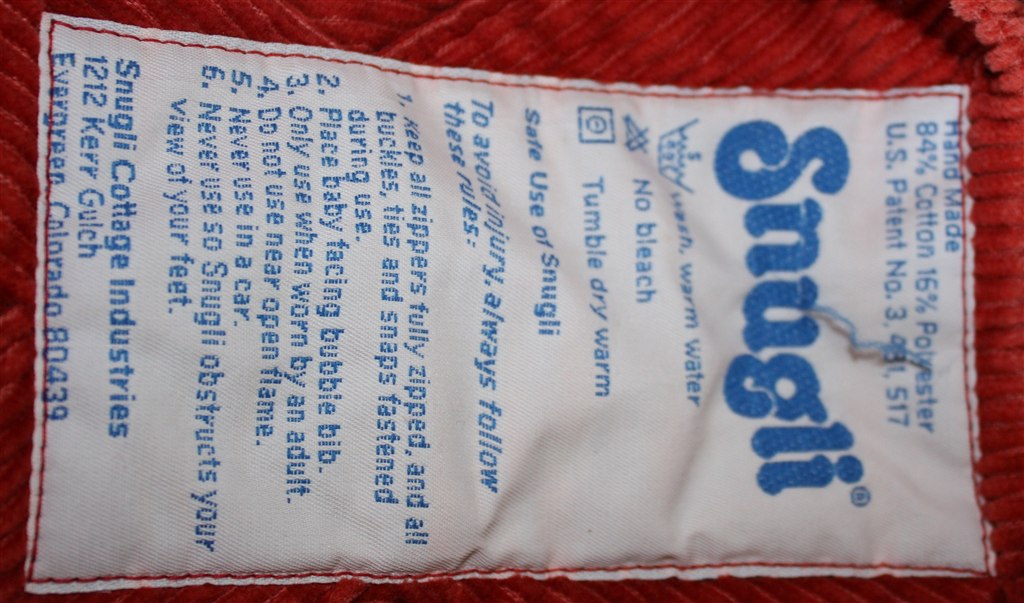 Hand Made
84% Cotton 16% Polyester
U.S. Patent No. 3, 517
Snugli®
wash, warm water
No bleach
Tumble dry warm
Safe Use of Snugli
To avoid injury, always follow
these rules:
1. Keep all zippers fully zipped, and all
buckles, ties and snaps fastened
during use.
2. Place baby facing bubble bib.
3. Only use when worn by an adult.
4. Do not use near open flame.
5. Never use in a car.
6. Never use so Snugli obstructs your
view of your feet.
Snugli Cottage Industries
1212 Kerr Gulch
Evergreen, Colorado 80439